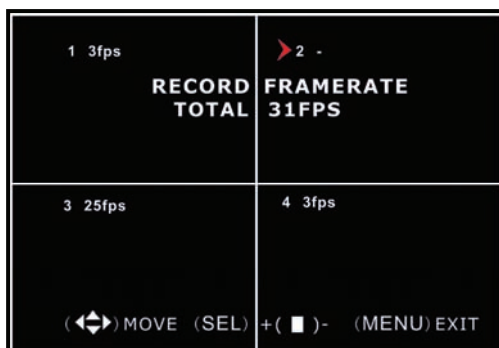 1 3fps
2 -
RECORD FRAMERATE
TOTAL 31FPS
3 25fps
4 3fps
()MOVE (SEL) +( )- (MENU)EXIT